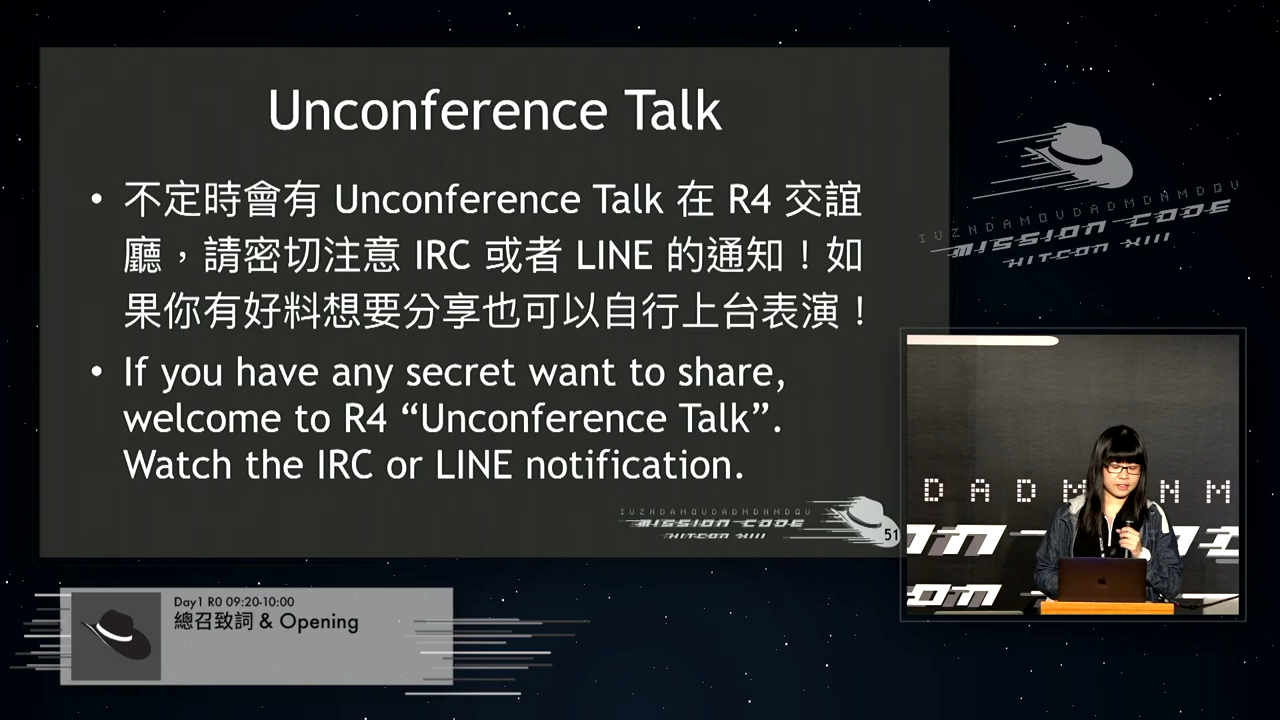 Unconference Talk
• 不定時會有 Unconference Talk 在 R4 交誼
廳，請密切注意 IRC 或者 LINE 的通知！如
果你有好料想要分享也可以自行上台表演！
• If you have any secret want to share,
welcome to R4 “Unconference Talk”.
Watch the IRC or LINE notification.
IUZNDAMOUDADMDNMDQU
MISSION CODE
HITCON XIII
51
IUZNDAMOUDADMDNMDQU
MISSION CODE
HITCON XIII
D A D M N M
Day1 R0 09:20-10:00
總召致詞 & Opening